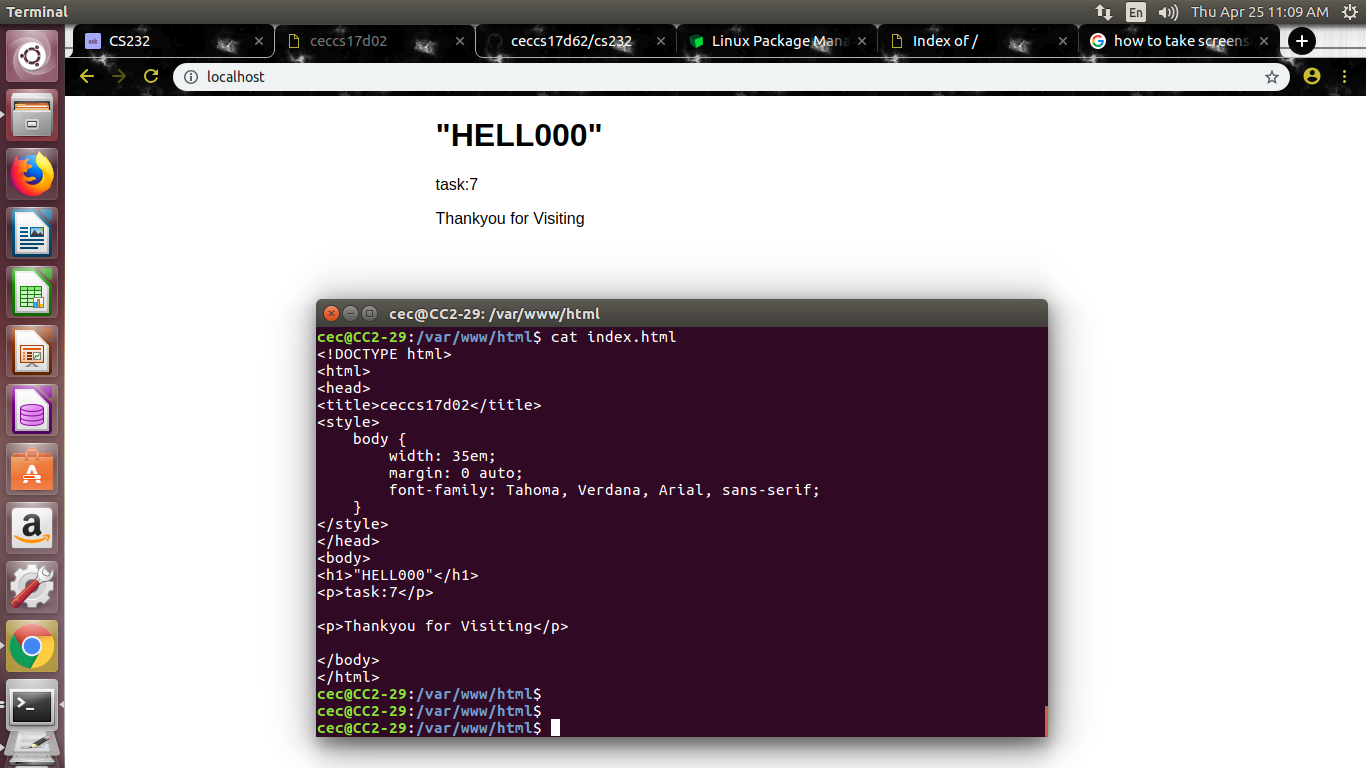 Terminal
En
Thu Apr 25 11:09 AM
CS232
ceccs17d02
ceccs17d62/cs232
Linux Package Mana
Index of /
how to take screens
localhost
"HELL000"
task:7
Thankyou for Visiting
cec@CC2-29: /var/www/html
cec@CC2-29:/var/www/html$ cat index.html
<!DOCTYPE html>
<html>
<head>
<title>ceccs17d02</title>
<style>
    body {
        width: 35em;
        margin: 0 auto;
        font-family: Tahoma, Verdana, Arial, sans-serif;
    }
</style>
</head>
<body>
<h1>"HELL000"</h1>
<p>task:7</p>
<p>Thankyou for Visiting</p>
</body>
</html>
cec@CC2-29:/var/www/html$
cec@CC2-29:/var/www/html$
cec@CC2-29:/var/www/html$